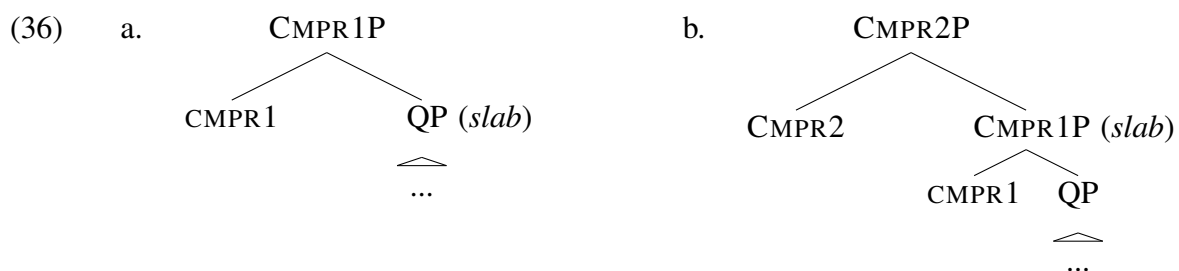 (36) a. CMPR1P b. CMPR2P
CMPR1 QP (slab) CMPR2 CMPR1P (slab)
... CMPR1 QP
...